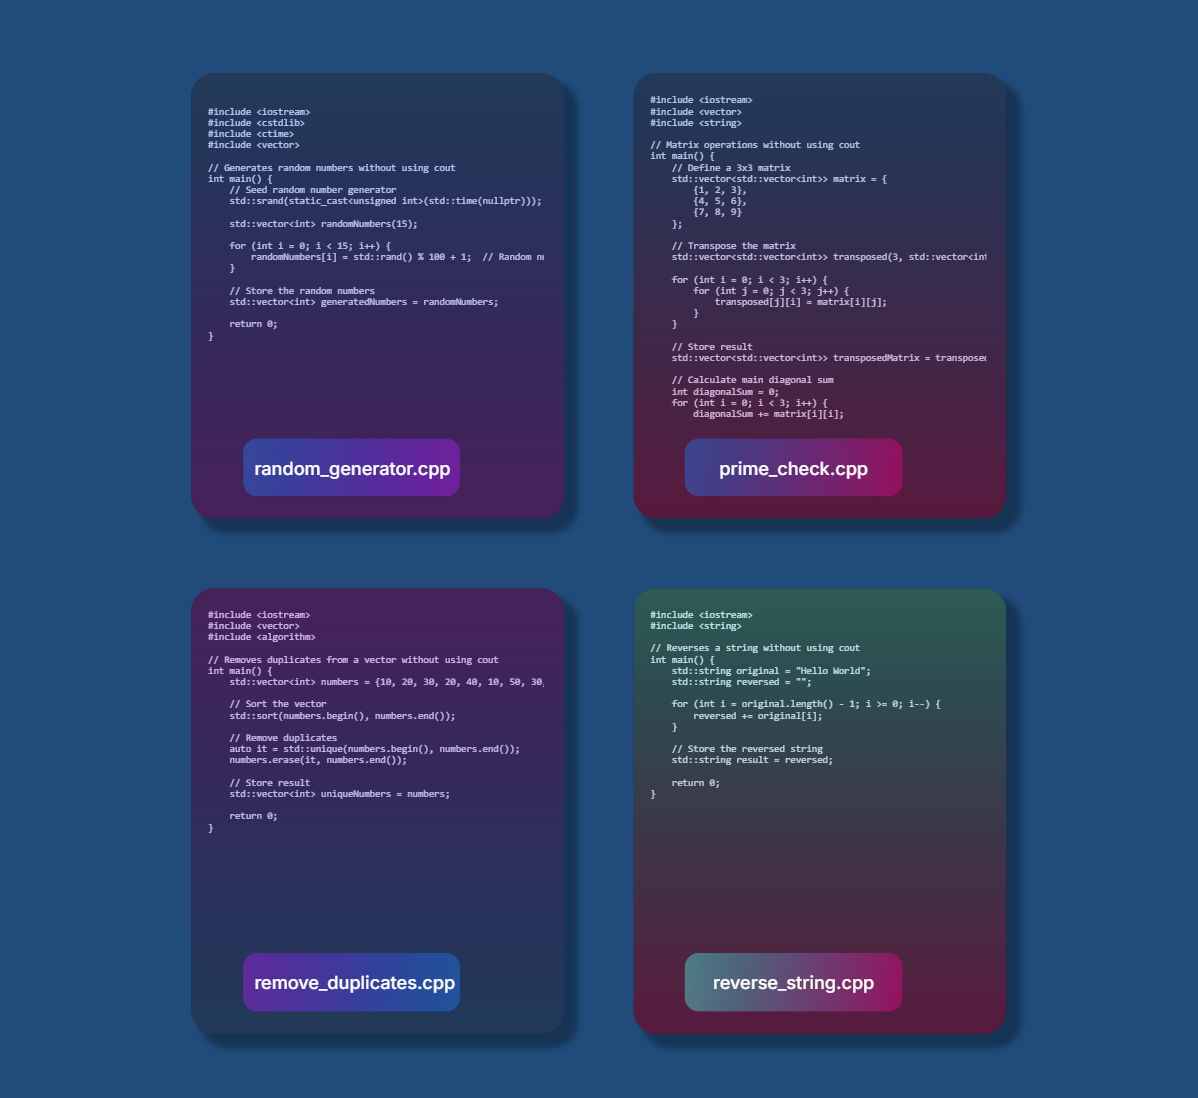 #include <iostream>
#include <cstdlib>
#include <ctime>
#include <vector>

// Generates random numbers without using cout
int main() {
    // Seed random number generator
    std::srand(static_cast<unsigned int>(std::time(nullptr)));

    std::vector<int> randomNumbers(15);

    for (int i = 0; i < 15; i++) {
        randomNumbers[i] = std::rand() % 100 + 1;  // Random
    }

    // Store the random numbers
    std::vector<int> generatedNumbers = randomNumbers;

    return 0;
}
random_generator.cpp
#include <iostream>
#include <vector>
#include <string>

// Matrix operations without using cout
int main() {
    // Define a 3x3 matrix
    std::vector<std::vector<int>> matrix = {
        {1, 2, 3},
        {4, 5, 6},
        {7, 8, 9}
    };

    // Transpose the matrix
    std::vector<std::vector<int>> transposed(3, std::vector<int

    for (int i = 0; i < 3; i++) {
        for (int j = 0; j < 3; j++) {
            transposed[j][i] = matrix[i][j];
        }
    }

    // Store result
    std::vector<std::vector<int>> transposedMatrix = transposed

    // Calculate main diagonal sum
    int diagonalSum = 0;
    for (int i = 0; i < 3; i++) {
        diagonalSum += matrix[i][i];
prime_check.cpp
#include <iostream>
#include <vector>
#include <algorithm>

// Removes duplicates from a vector without using cout
int main() {
    std::vector<int> numbers = {10, 20, 30, 20, 40, 10, 50, 30,

    // Sort the vector
    std::sort(numbers.begin(), numbers.end());

    // Remove duplicates
    auto it = std::unique(numbers.begin(), numbers.end());
    numbers.erase(it, numbers.end());

    // Store result
    std::vector<int> uniqueNumbers = numbers;

    return 0;
}
remove_duplicates.cpp
#include <iostream>
#include <string>

// Reverses a string without using cout
int main() {
    std::string original = "Hello World";
    std::string reversed = "";

    for (int i = original.length() - 1; i >= 0; i--) {
        reversed += original[i];
    }

    // Store the reversed string
    std::string result = reversed;

    return 0;
}
reverse_string.cpp